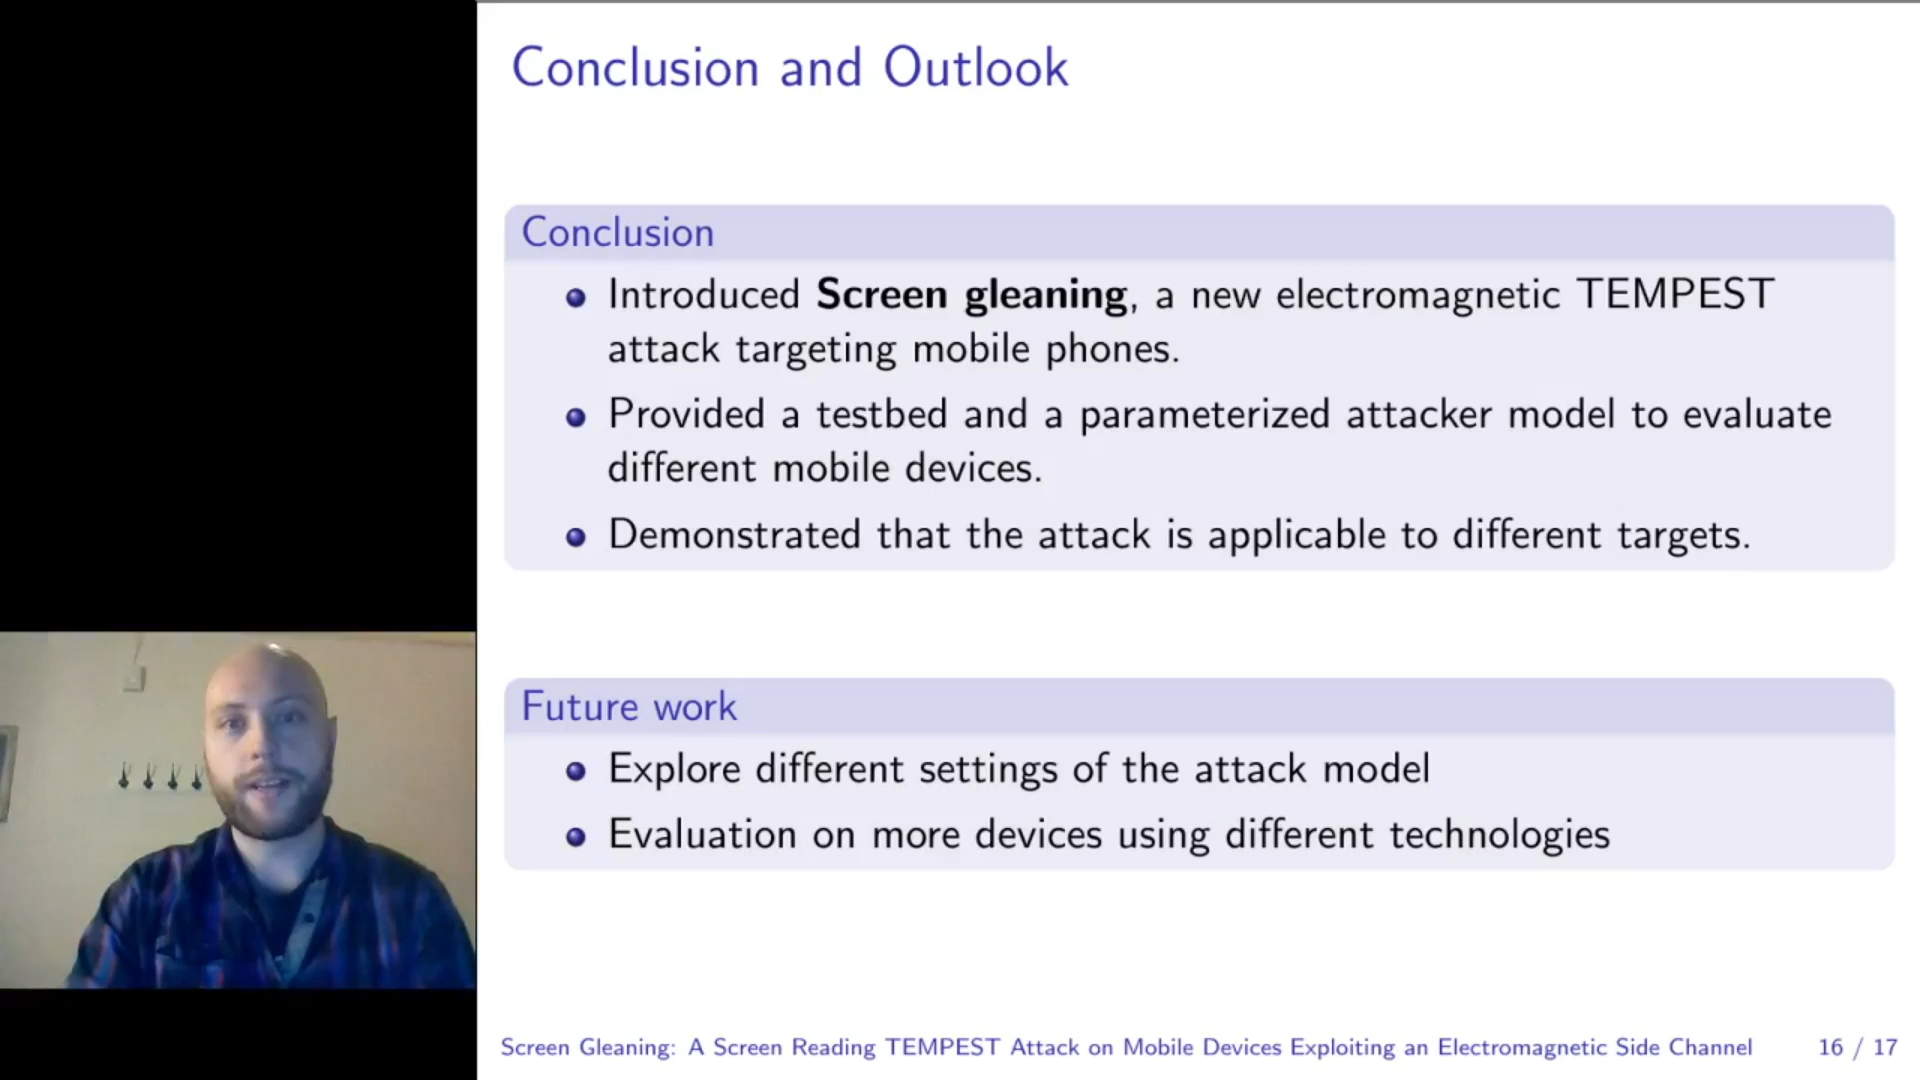 Conclusion and Outlook
Conclusion
Introduced Screen gleaning, a new electromagnetic TEMPEST
attack targeting mobile phones.
Provided a testbed and a parameterized attacker model to evaluate
different mobile devices.
Demonstrated that the attack is applicable to different targets.
Future work
Explore different settings of the attack model
Evaluation on more devices using different technologies
Screen Gleaning: A Screen Reading TEMPEST Attack on Mobile Devices Exploiting an Electromagnetic Side Channel 16 / 17